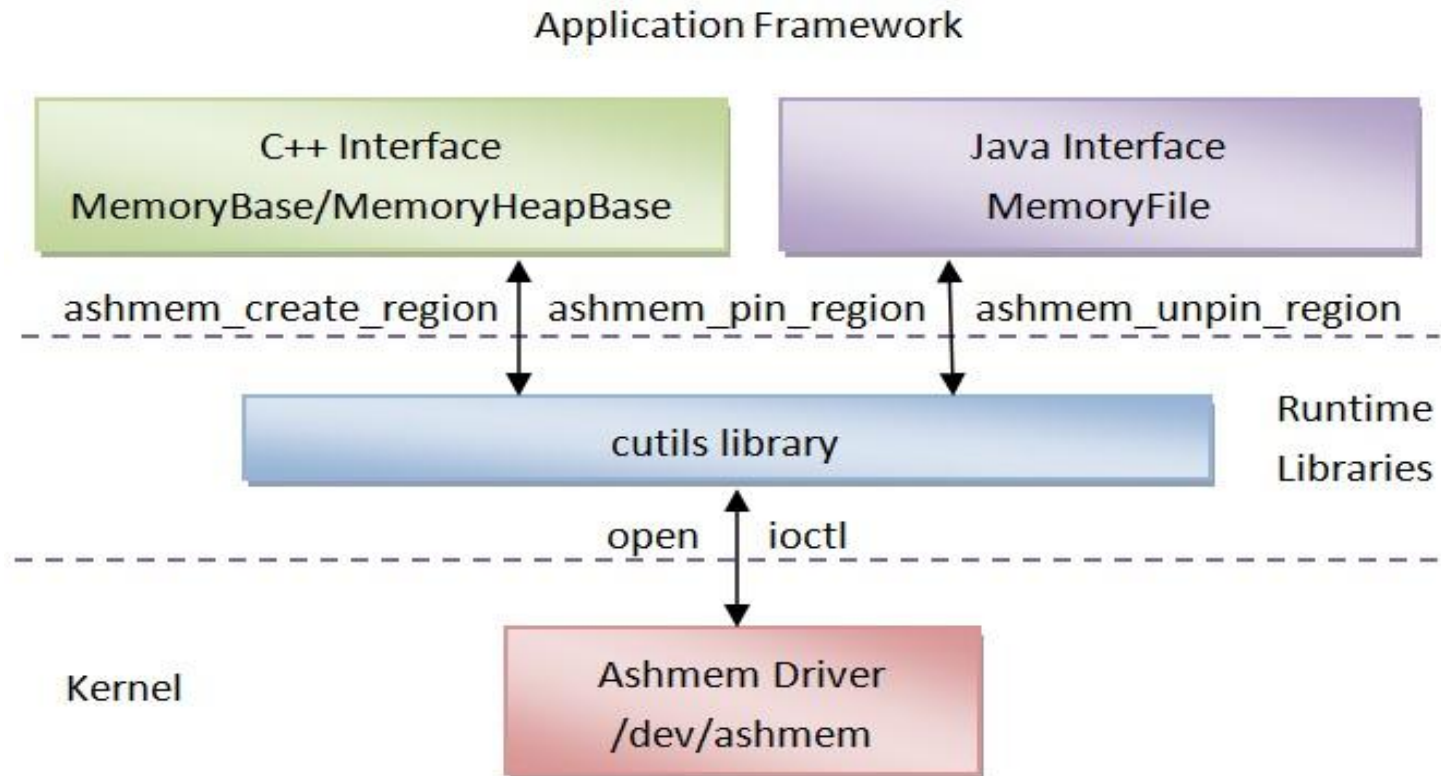 Application Framework
C++ Interface
MemoryBase/MemoryHeapBase
Java Interface
MemoryFile
ashmem_create_region
ashmem_pin_region
ashmem_unpin_region
cutils library
Runtime
Libraries
open
ioctl
Kernel
Ashmem Driver
/dev/ashmem